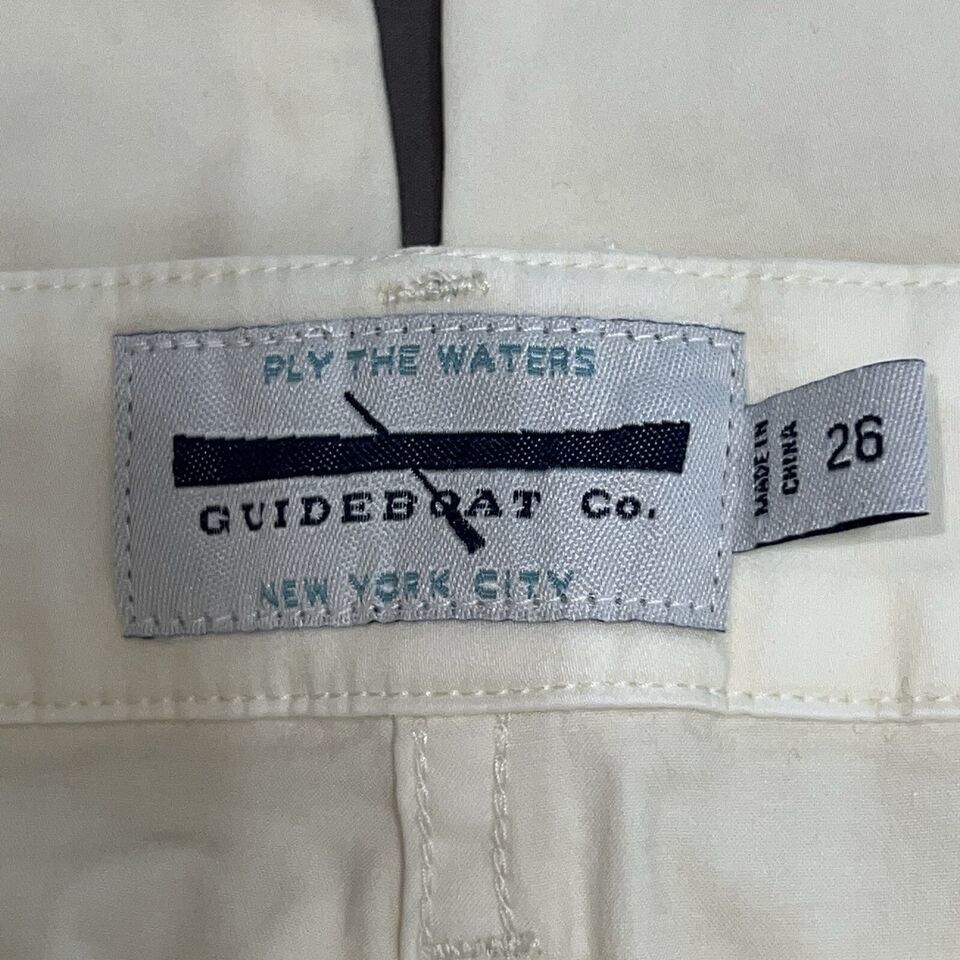 PLY THE WATERS
GUIDEBOAT Co.
NEW YORK CITY
MADE IN
CHINA
26